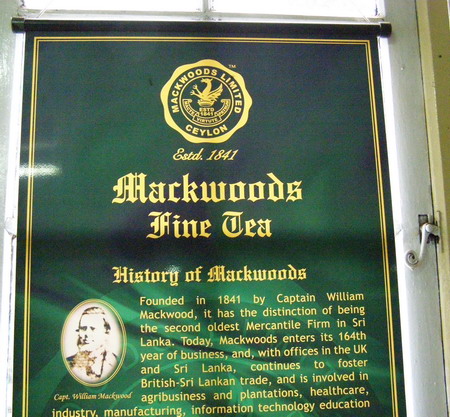 MACKWOODS LIMITED
ESTD
1841
VIRTUTE
CEYLON
TM
Estd. 1841
Mackwoods
Fine Tea
History of Mackwoods
Founded in 1841 by Captain William
Mackwood, it has the distinction of being
the second oldest Mercantile Firm in Sri
Lanka. Today, Mackwoods enters its 164th
year of business, and, with offices in the UK
and Sri Lanka, continues to foster
British-Sri Lankan trade, and is involved in
agribusiness and plantations, healthcare,
industry, manufacturing, information technology education
Capt. William Mackwood